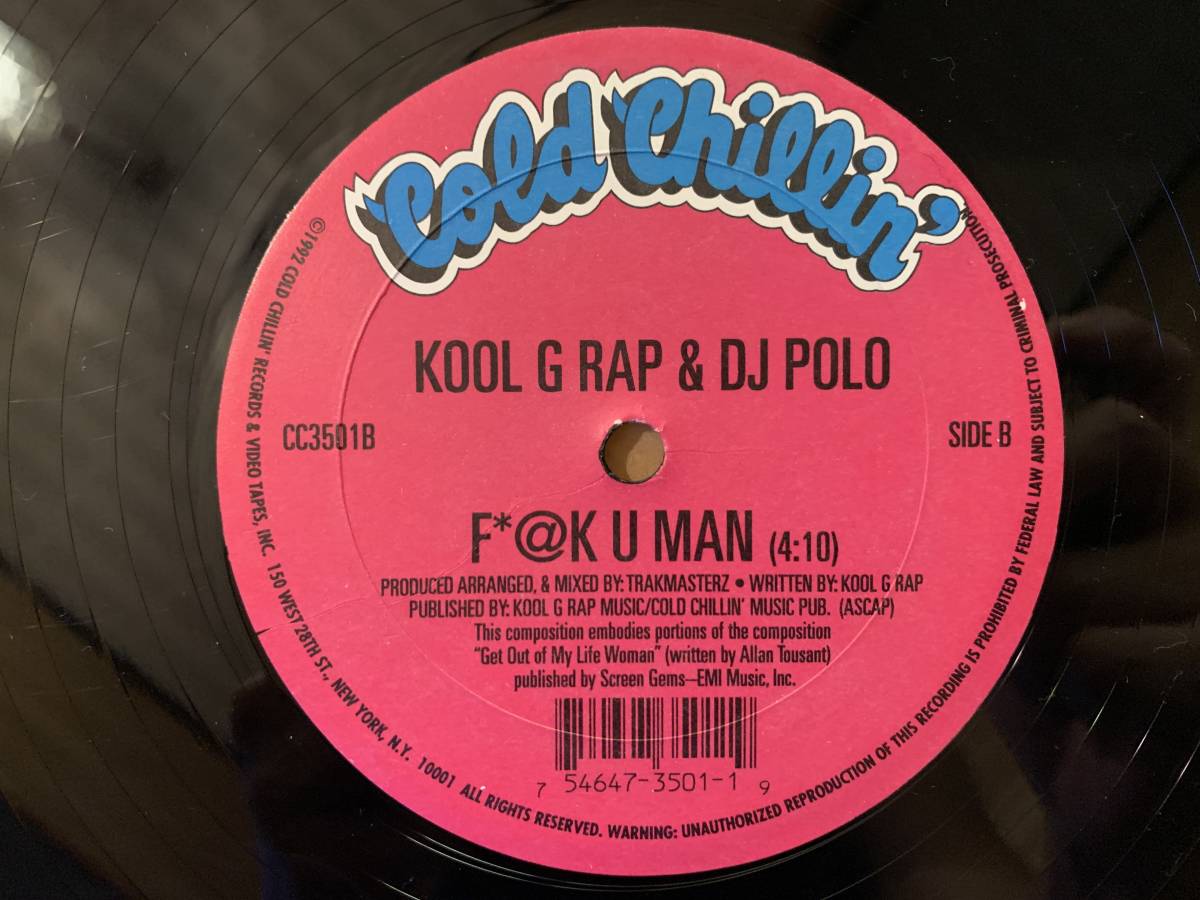 Cold Chillin'
KOOL G RAP & DJ POLO
CC3501B
SIDE B
F*@K U MAN (4:10)
PRODUCED ARRANGED, & MIXED BY: TRAKMASTERZ • WRITTEN BY: KOOL G RAP
PUBLISHED BY: KOOL G RAP MUSIC/COLD CHILLIN' MUSIC PUB. (ASCAP)
This composition embodies portions of the composition
"Get Out of My Life Woman" (written by Allan Tousant)
published by Screen Gems—EMI Music, Inc.
7 54647-3501-1 9
©1992 COLD CHILLIN' RECORDS & VIDEO TAPES, INC. 150 WEST 28TH ST., NEW YORK, N.Y. 10001 ALL RIGHTS RESERVED. WARNING: UNAUTHORIZED REPRODUCTION OF THIS RECORDING IS PROHIBITED BY FEDERAL LAW AND SUBJECT TO CRIMINAL PROSECUTION